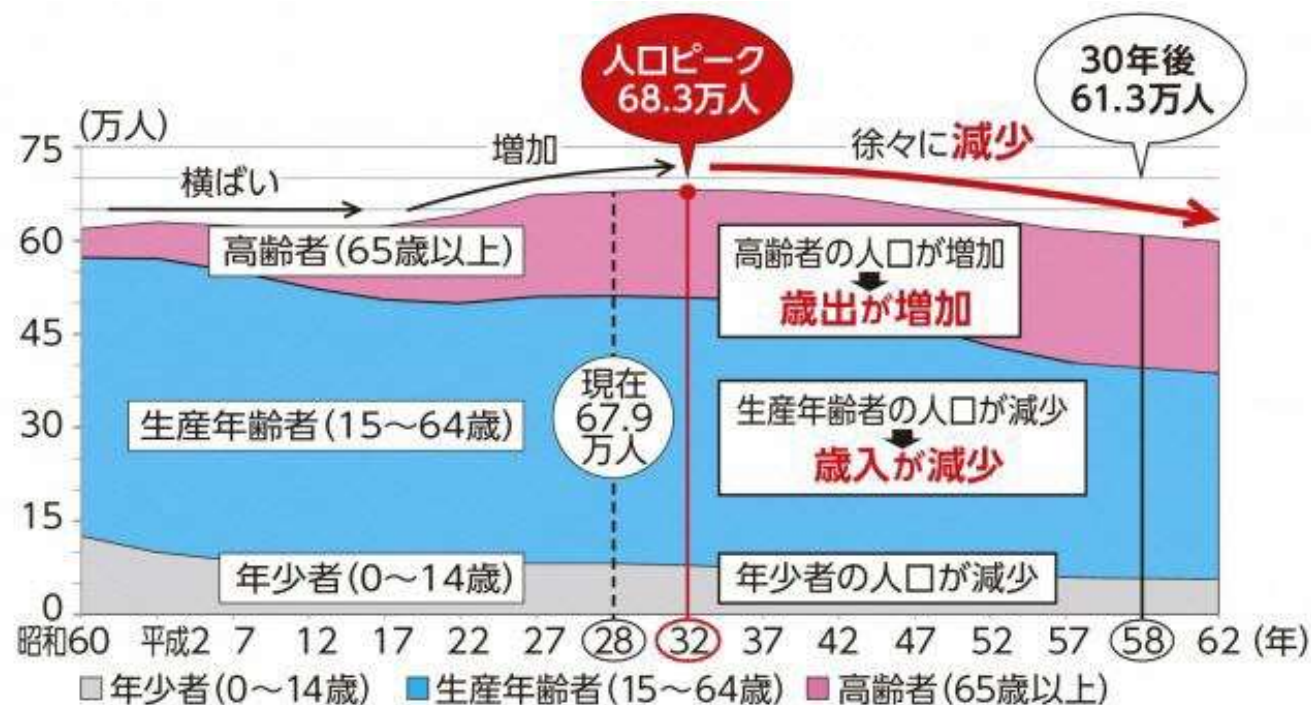 人口ピーク
68.3万人
30年後
61.3万人
(万人)
75
60
45
30
15
0
横ばい
増加
徐々に減少
高齢者(65歳以上)
高齢者の人口が増加
歳出が増加
現在
67.9
万人
生産年齢者(15〜64歳)
生産年齢者の人口が減少
歳入が減少
年少者(0〜14歳)
年少者の人口が減少
昭和60 平成2 7 12 17 22 27 28 32 37 42 47 52 57 58 62 (年)
年少者(0〜14歳) 生産年齢者(15〜64歳) 高齢者(65歳以上)